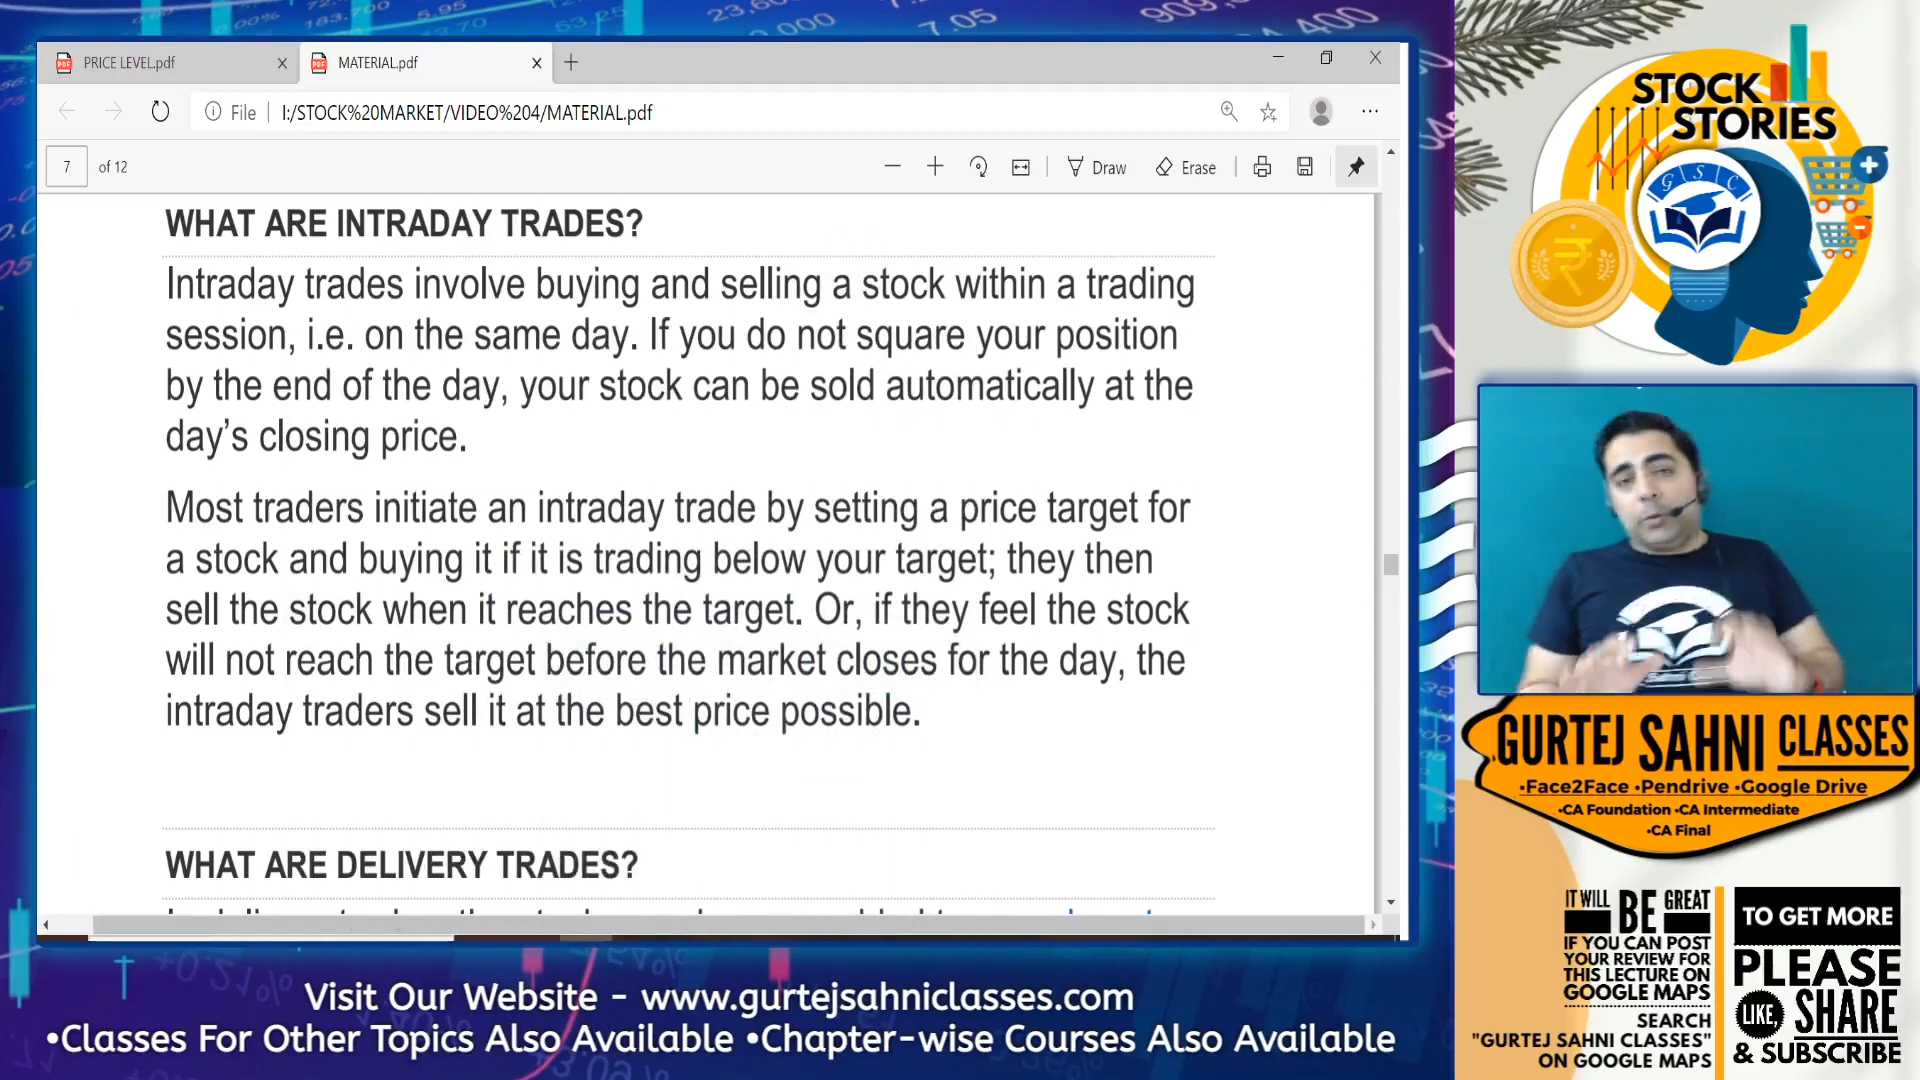 PRICE LEVEL.pdf
MATERIAL.pdf
File
I:/STOCK%20MARKET/VIDEO%204/MATERIAL.pdf
7 of 12
Draw
Erase
WHAT ARE INTRADAY TRADES?
Intraday trades involve buying and selling a stock within a trading
session, i.e. on the same day. If you do not square your position
by the end of the day, your stock can be sold automatically at the
day’s closing price.
Most traders initiate an intraday trade by setting a price target for
a stock and buying it if it is trading below your target; they then
sell the stock when it reaches the target. Or, if they feel the stock
will not reach the target before the market closes for the day, the
intraday traders sell it at the best price possible.
WHAT ARE DELIVERY TRADES?
STOCK
STORIES
GSC
GURTEJ SAHNI CLASSES
•Face2Face •Pendrive •Google Drive
•CA Foundation •CA Intermediate
•CA Final
IT WILL BE GREAT
IF YOU CAN POST
YOUR REVIEW FOR
THIS LECTURE ON
GOOGLE MAPS
SEARCH
"GURTEJ SAHNI CLASSES"
ON GOOGLE MAPS
TO GET MORE
PLEASE
LIKE, SHARE
& SUBSCRIBE
Visit Our Website - www.gurtejsahniclasses.com
•Classes For Other Topics Also Available •Chapter-wise Courses Also Available